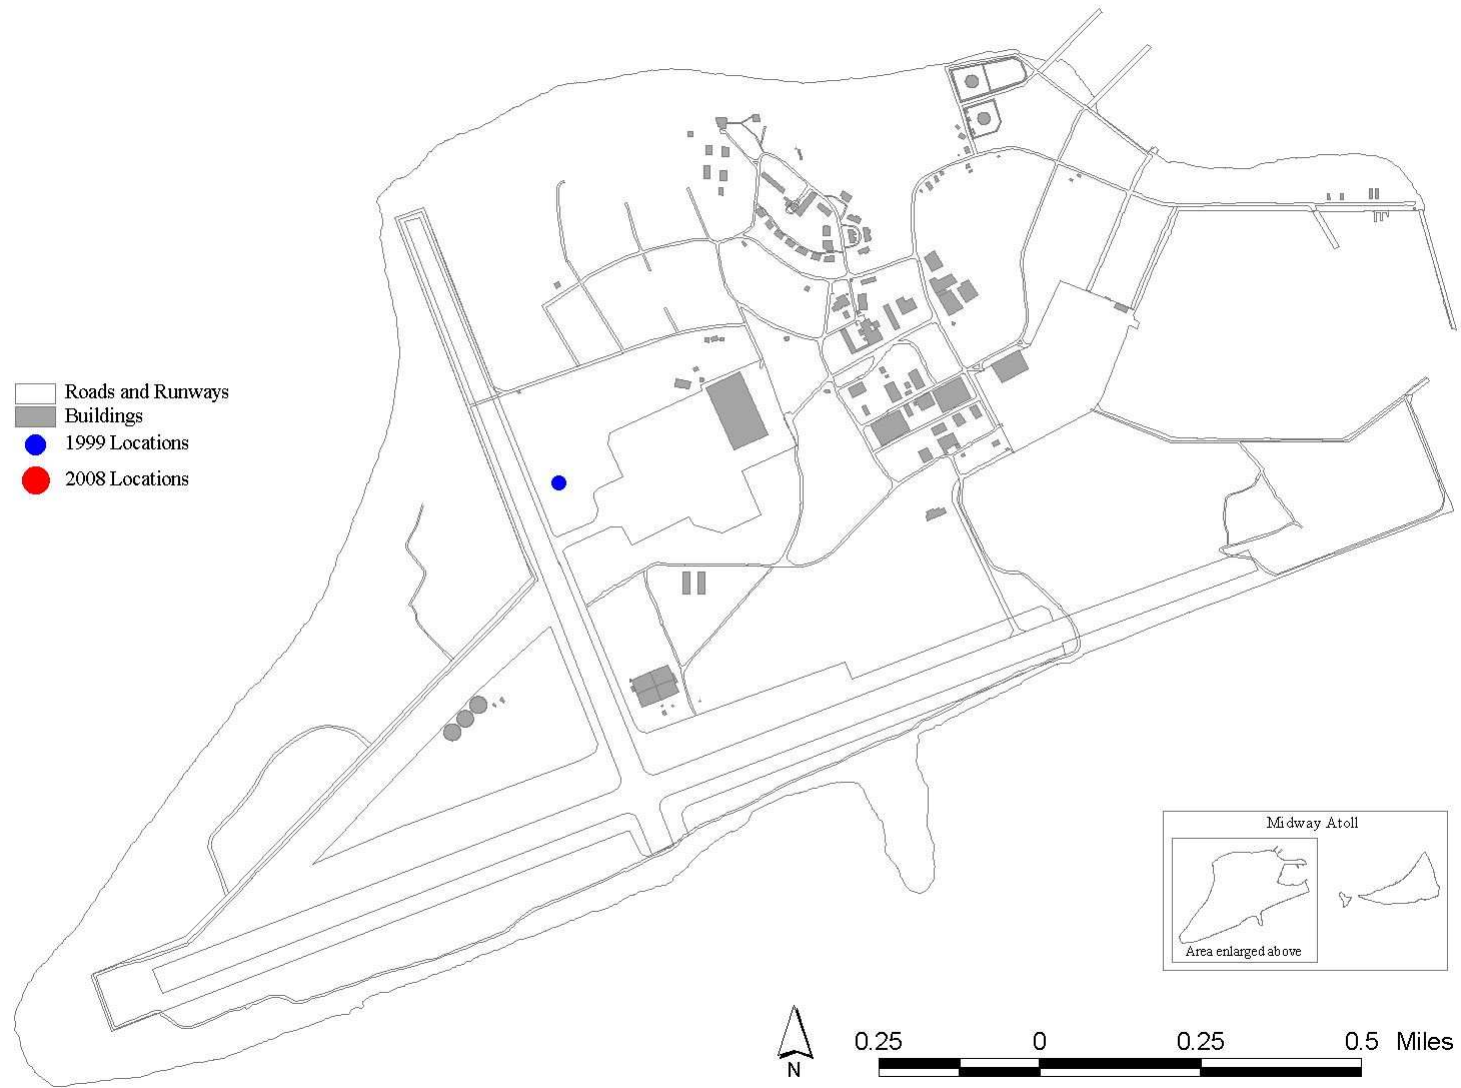 Roads and Runways
Buildings
1999 Locations
2008 Locations
Midway Atoll
Area enlarged above
N
0.25 0 0.25 0.5 Miles